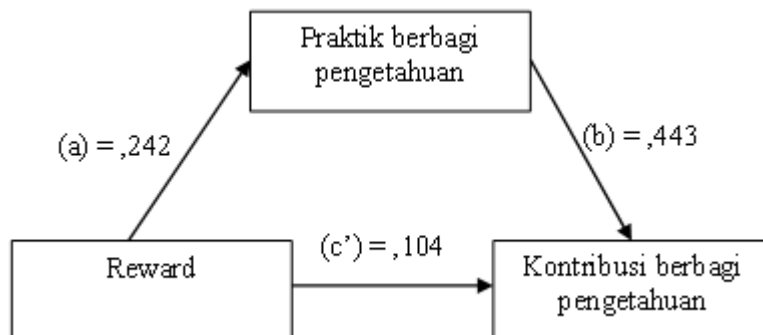 Praktik berbagi
pengetahuan
(a) = ,242
(b) = ,443
(c’) = ,104
Reward
Kontribusi berbagi
pengetahuan